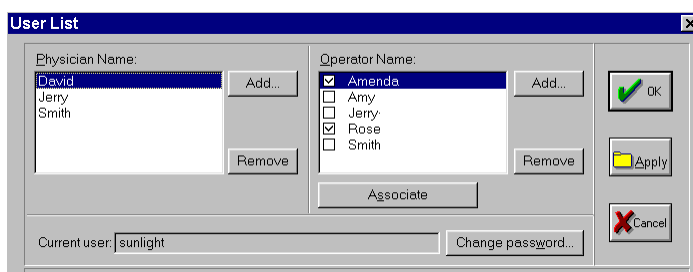 User List
Physician Name:
David
Jerry
Smith
Add...
Remove
Operator Name:
Amenda
Amy
Jerry
Rose
Smith
Add...
Remove
Associate
OK
Apply
Cancel
Current user: sunlight
Change password...